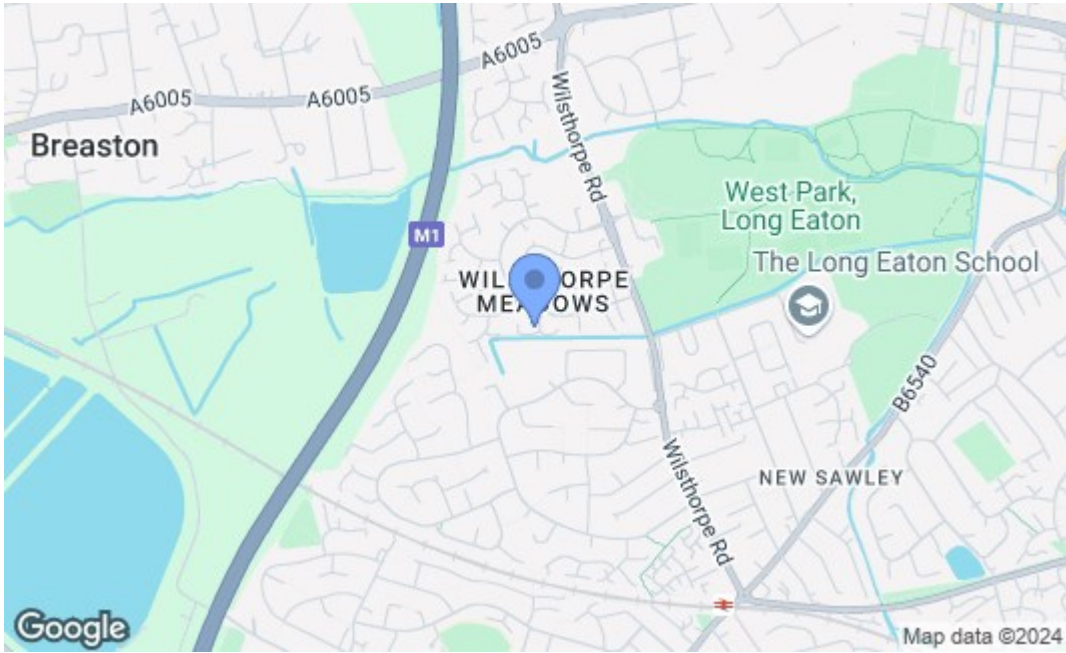 A6005
A6005
A6005
Breaston
Wilsthorpe Rd
West Park,
Long Eaton
M1
The Long Eaton School
MEADOWS
B6540
Wilsthorpe Rd
NEW SAWLEY
Google
Map data ©2024